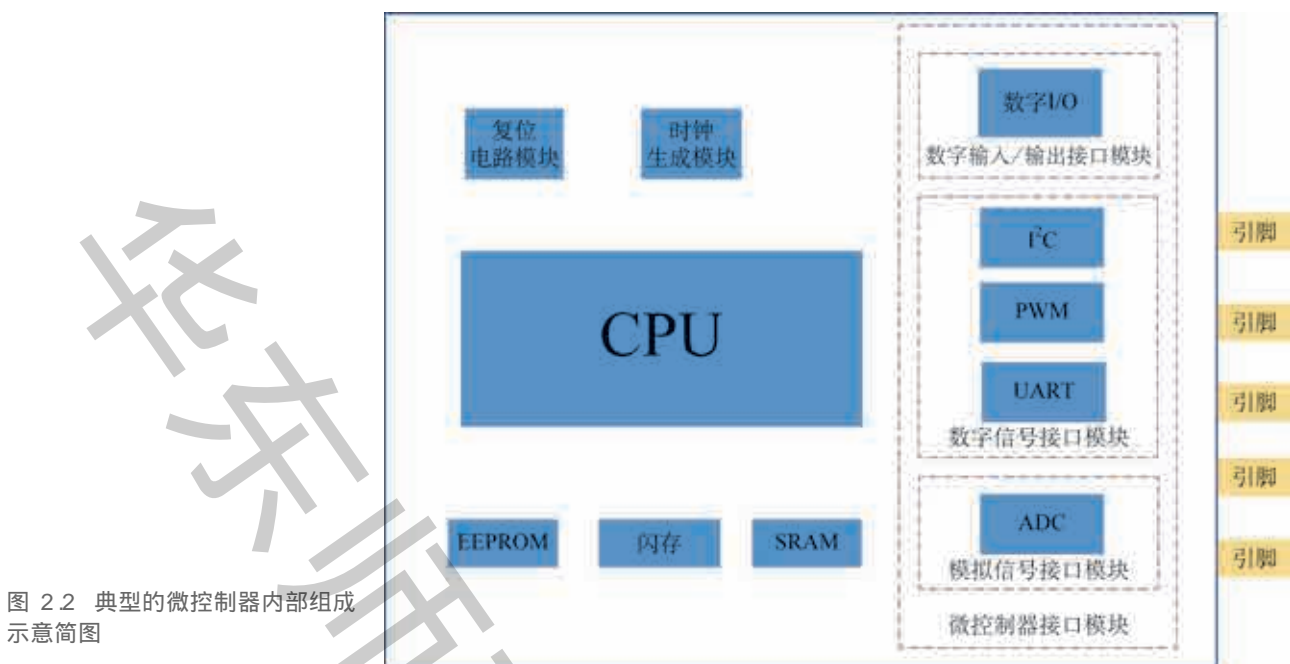 复位
电路模块
时钟
生成模块
CPU
EEPROM
闪存
SRAM
数字I/O
数字输入/输出接口模块
I²C
PWM
UART
数字信号接口模块
ADC
模拟信号接口模块
微控制器接口模块
引脚
引脚
引脚
引脚
引脚
图 2.2 典型的微控制器内部组成
示意简图
华东师